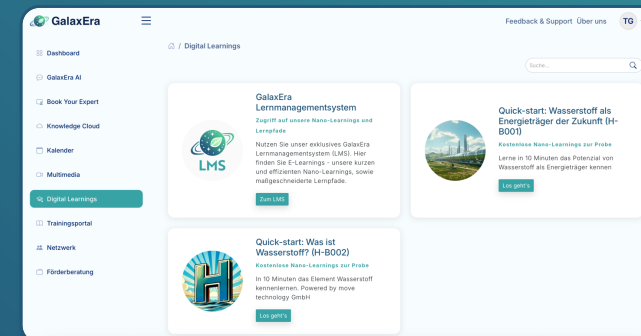 GalaxEra
Feedback & Support Über uns TG
Dashboard
GalaxEra AI
Book Your Expert
Knowledge Cloud
Kalender
Multimedia
Digital Learnings
Trainingsportal
Netzwerk
Förderberatung
/ Digital Learnings
Suche...
GalaxEra
Lernmanagementsystem
Zugriff auf unsere Nano-Learnings und
Lernpfade
Nutzen Sie unser exklusives GalaxEra
Lernmanagementsystem (LMS). Hier
finden Sie E-Learnings - unsere kurzen
und effizienten Nano-Learnings, sowie
maßgeschneiderte Lernpfade.
Zum LMS
LMS
Quick-start: Wasserstoff als
Energieträger der Zukunft (H-
B001)
Kostenlose Nano-Learnings zur Probe
Lerne in 10 Minuten das Potenzial von
Wasserstoff als Energieträger kennen
Los geht's
Quick-start: Was ist
Wasserstoff? (H-B002)
Kostenlose Nano-Learnings zur Probe
In 10 Minuten das Element Wasserstoff
kennenlernen. Powered by move
technology GmbH
Los geht's
H